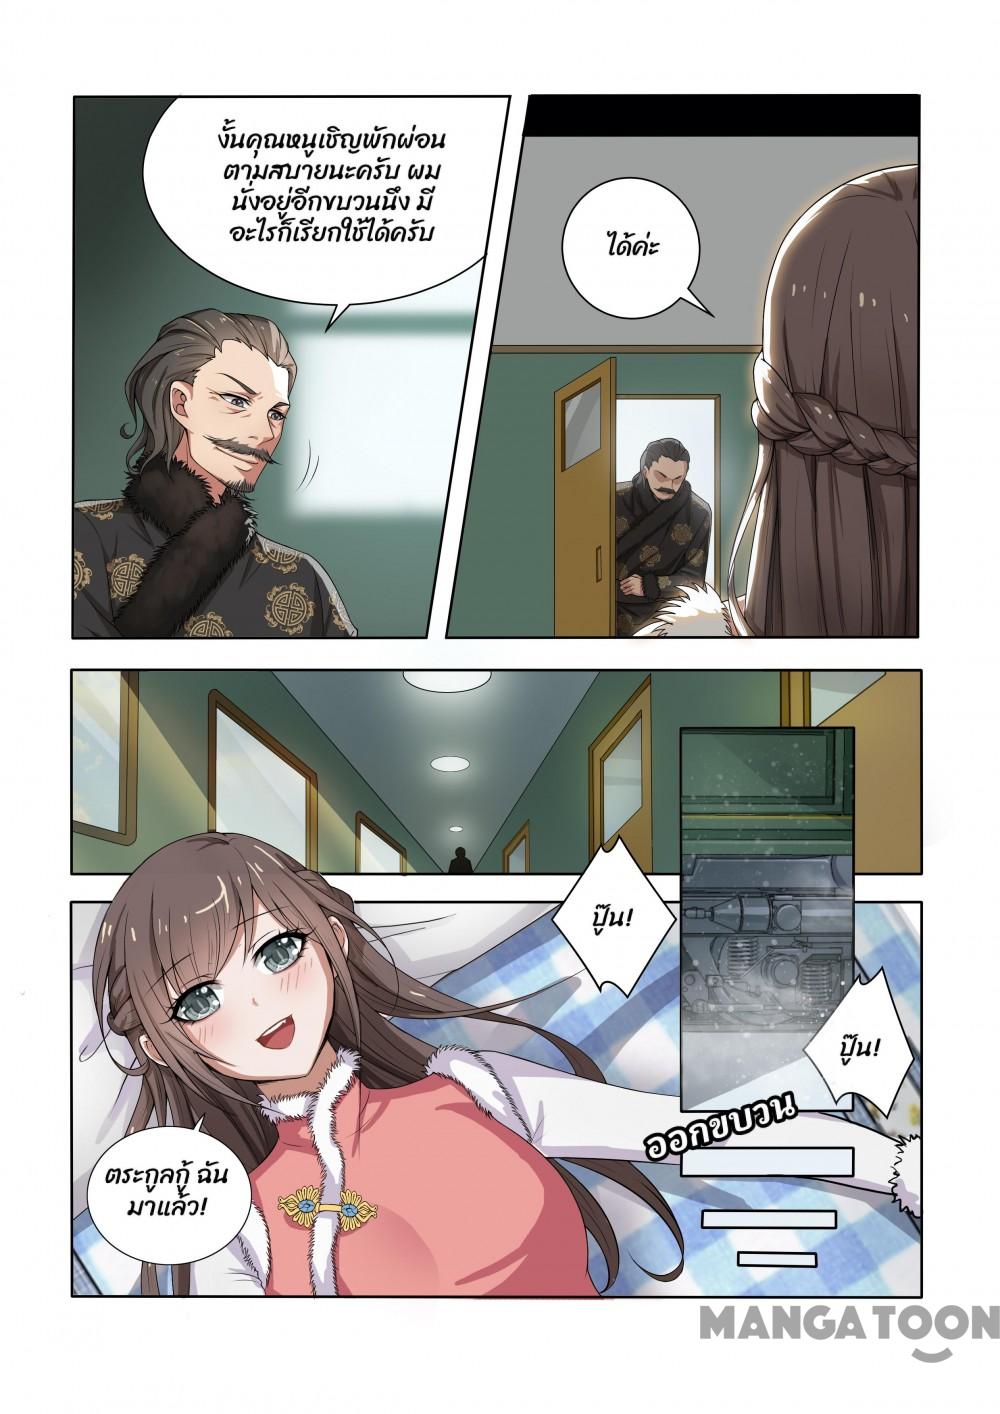 งั้นคุณหนูเชิญพักผ่อน
ตามสบายนะครับ ผม
นั่งอยู่อีกขบวนนึง มี
อะไรก็เรียกใช้ได้ครับ
ได้ค่ะ
ปู๊น!
ปู๊น!
ออกขบวน
ตระกูลกู้ ฉัน
มาแล้ว!
MANGATOON